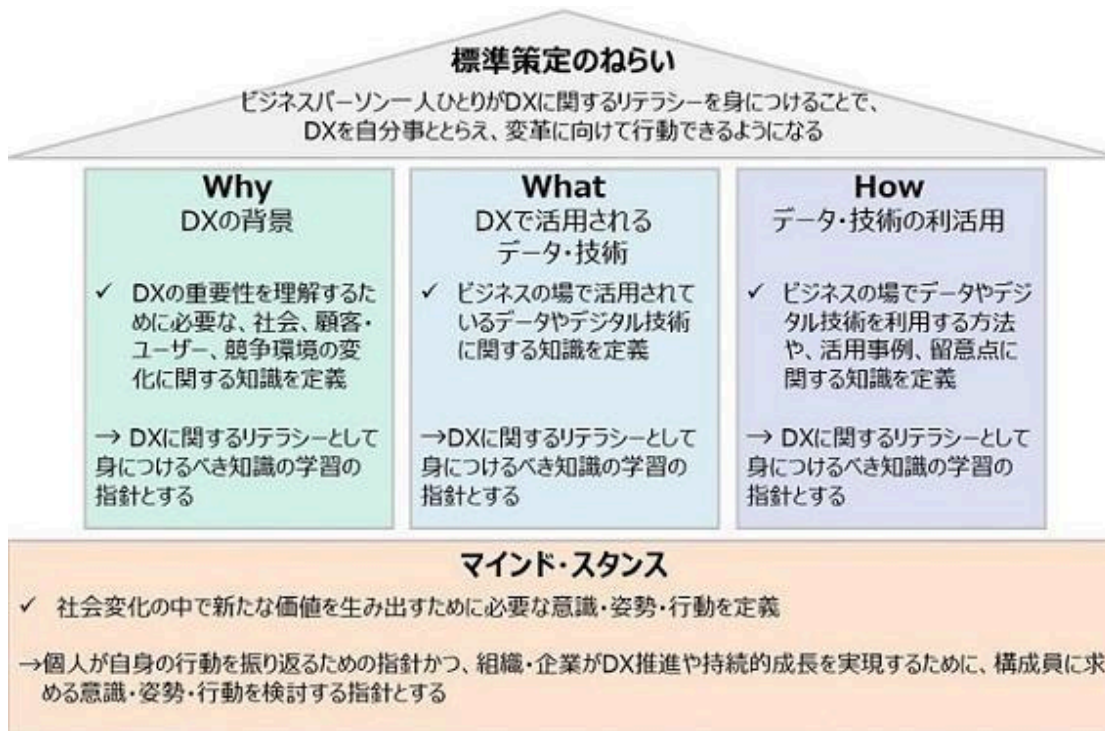 標準策定のねらい
ビジネスパーソン一人ひとりがDXに関するリテラシーを身につけることで、
DXを自分事ととらえ、変革に向けて行動できるようになる
Why
DXの背景
✓ DXの重要性を理解するた
めに必要な、社会、顧客・
ユーザー、競争環境の変
化に関する知識を定義
→ DXに関するリテラシーとして
身につけるべき知識の学習の
指針とする
What
DXで活用される
データ・技術
✓ ビジネスの場で活用されて
いるデータやデジタル技術
に関する知識を定義
→DXに関するリテラシーとして
身につけるべき知識の学習の
指針とする
How
データ・技術の利活用
✓ ビジネスの場でデータやデジ
タル技術を利用する方法
や、活用事例、留意点に
関する知識を定義
→ DXに関するリテラシーとして
身につけるべき知識の学習の
指針とする
マインド・スタンス
✓ 社会変化の中で新たな価値を生み出すために必要な意識・姿勢・行動を定義
→個人が自身の行動を振り返るための指針かつ、組織・企業がDX推進や持続的成長を実現するために、構成員に求
める意識・姿勢・行動を検討する指針とする